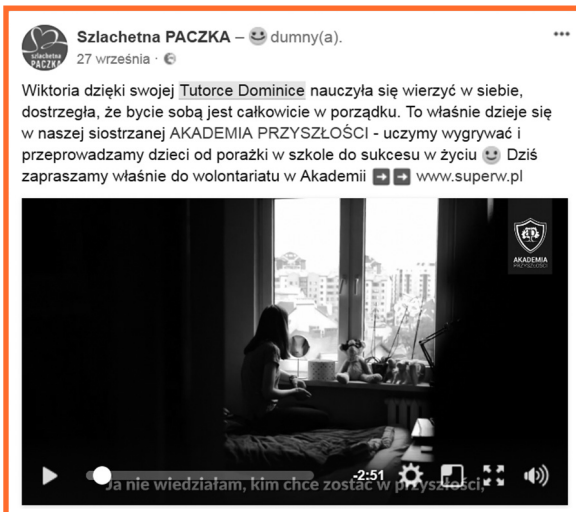 Szlachetna PACZKA – dumny(a).
27 września ·
szlachetna
PACZKA
Wiktoria dzięki swojej Tutorce Dominice nauczyła się wierzyć w siebie,
dostrzegła, że bycie sobą jest całkowicie w porządku. To właśnie dzieje się
w naszej siostrzanej AKADEMIA PRZYSZŁOŚCI - uczymy wygrywać i
przeprowadzamy dzieci od porażki w szkole do sukcesu w życiu Dziś
zapraszamy właśnie do wolontariatu w Akademii ➡➡ www.superw.pl
AKADEMIA
PRZYSZŁOŚCI
-2:51
Ja nie wiedziałam, kim chce zostać w przyszłości,